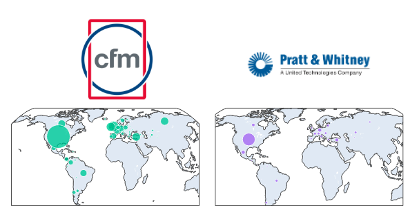 cfm
Pratt & Whitney
A United Technologies Company